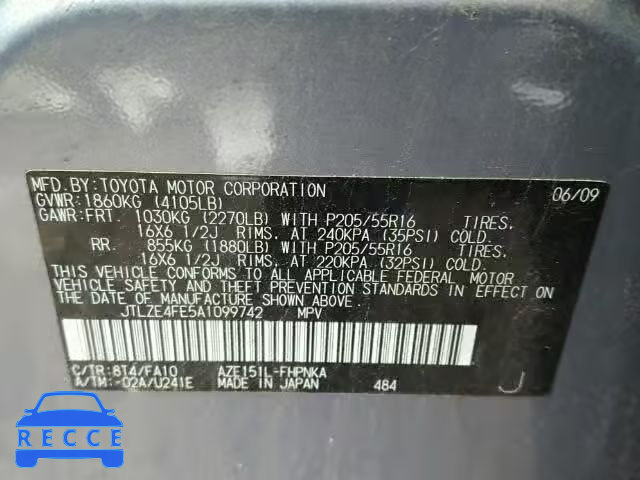 MFD.BY:TOYOTA MOTOR CORPORATION 06/09
GVWR:1860KG (4105LB)
GAWR:FRT. 1030KG (2270LB) WITH P205/55R16 TIRES.
16X6 1/2J RIMS. AT 240KPA (35PSI) COLD.
RR. 855KG (1880LB) WITH P205/55R16 TIRES.
16X6 1/2J RIMS. AT 220KPA (32PSI) COLD.
THIS VEHICLE CONFORMS TO ALL APPLICABLE FEDERAL MOTOR
VEHICLE SAFETY AND THEFT PREVENTION STANDARDS IN EFFECT
ON THE DATE OF MANUFACTURE SHOWN ABOVE.
JTLZE4FE5A1099742 MPV
C/TR:8T4/FA10 AZE151L-FHPNKA
A/TM:-02A/U241E MADE IN JAPAN 484 J
RECCE